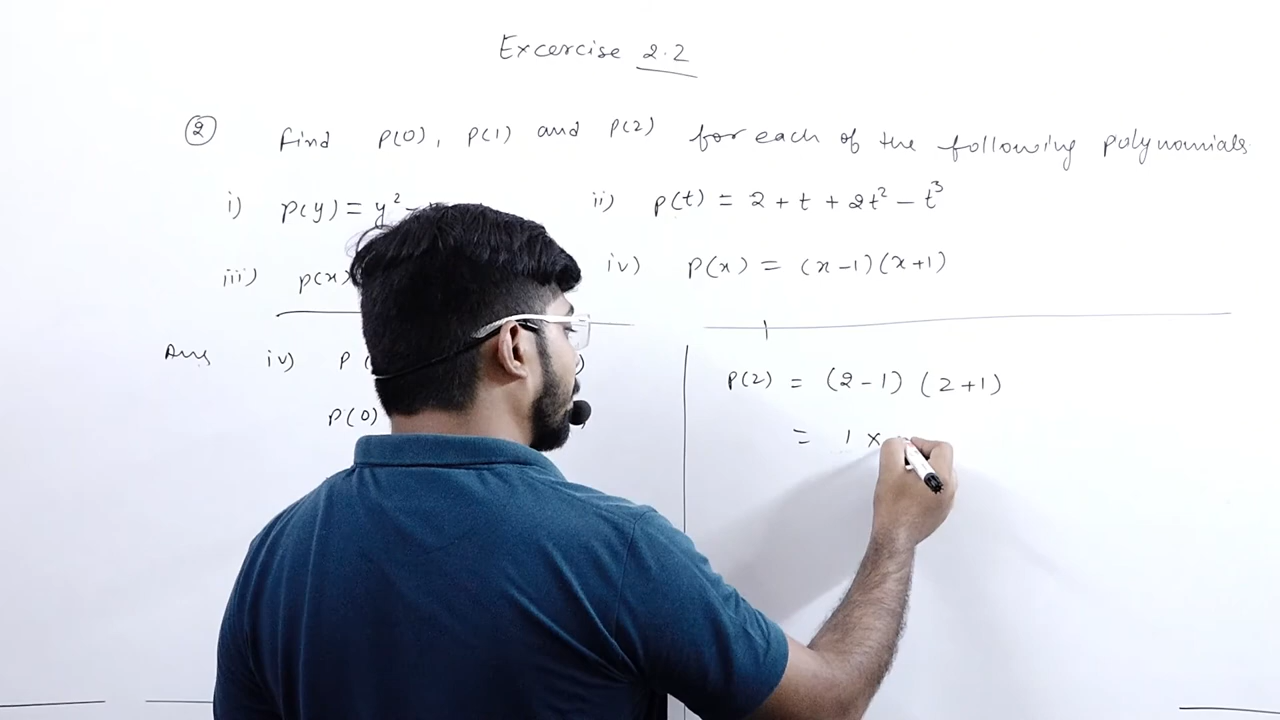 Excercise 2.2
② Find P(0), P(1) and P(2) for each of the following polynomials
i) p(y) = y² - ii) p(t) = 2 + t + 2t² - t³
iii) p(x) iv) P(x) = (x-1)(x+1)
Ans iv) P ( )
P(0)
P(2) = (2-1) (2+1)
= 1 ×